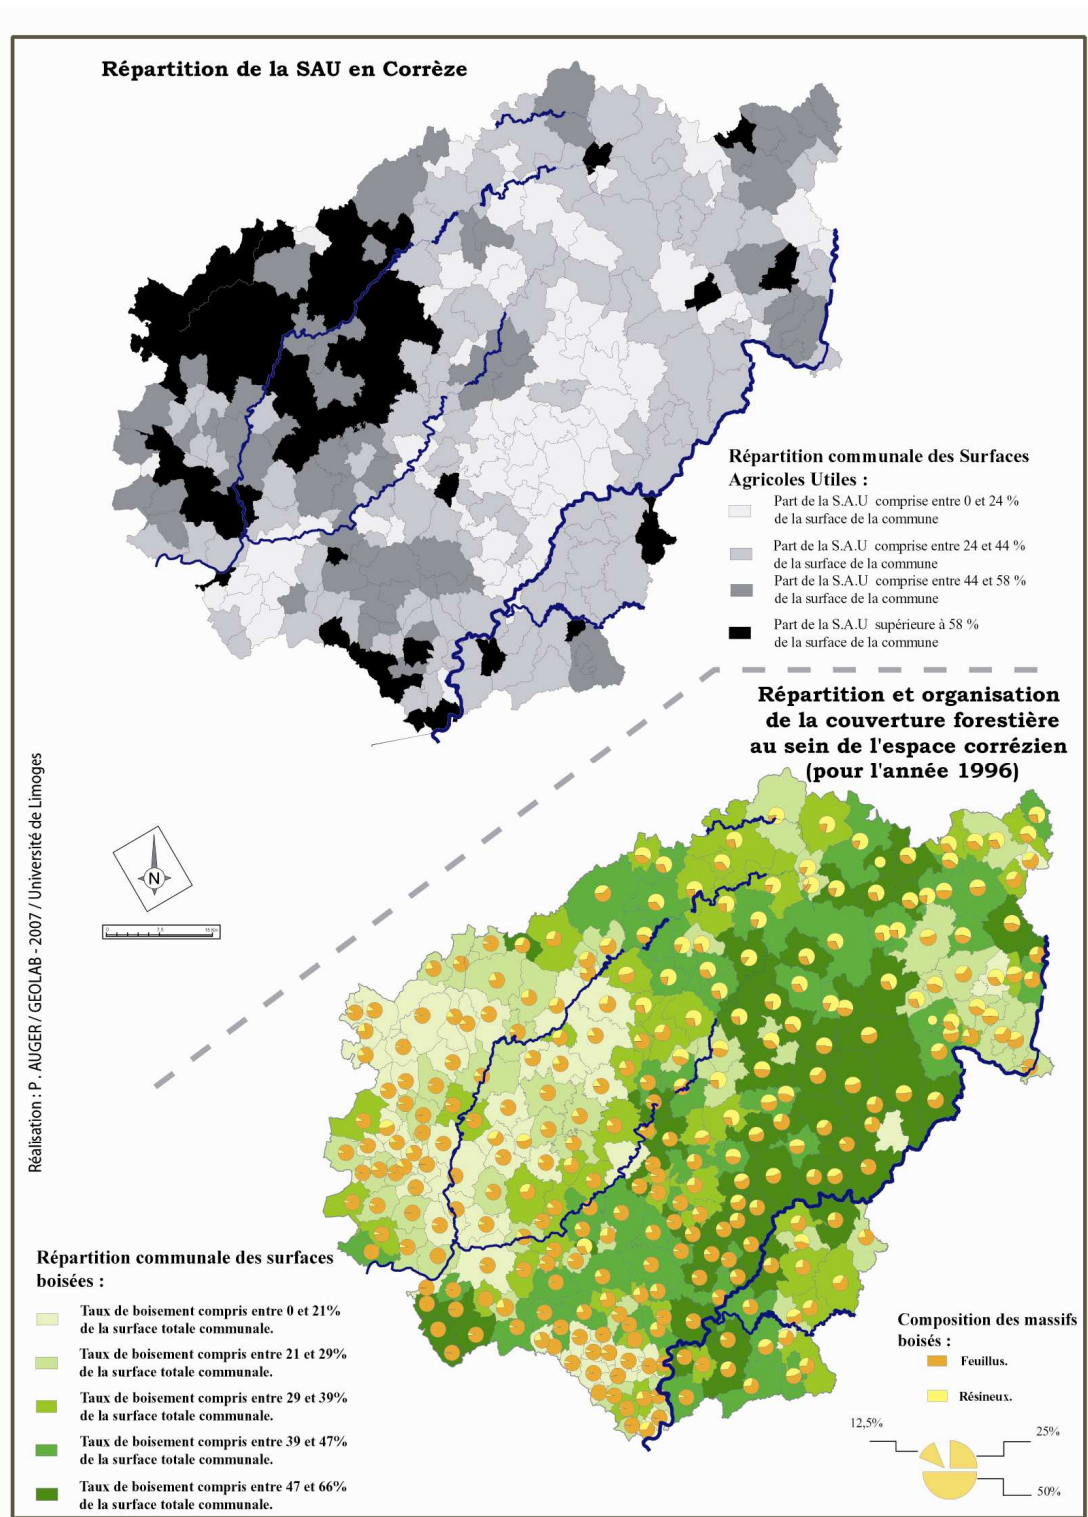 Répartition de la SAU en Corrèze
Répartition communale des Surfaces
Agricoles Utiles :
Part de la S.A.U comprise entre 0 et 24 %
de la surface de la commune
Part de la S.A.U comprise entre 24 et 44 %
de la surface de la commune
Part de la S.A.U comprise entre 44 et 58 %
de la surface de la commune
Part de la S.A.U supérieure à 58 %
de la surface de la commune
Répartition et organisation
de la couverture forestière
au sein de l'espace corrézien
(pour l'année 1996)
Réalisation : P. AUGER / GEOLAB - 2007 / Université de Limoges
N
0 7,5 15 Km
Répartition communale des surfaces
boisées :
Taux de boisement compris entre 0 et 21%
de la surface totale communale.
Taux de boisement compris entre 21 et 29%
de la surface totale communale.
Taux de boisement compris entre 29 et 39%
de la surface totale communale.
Taux de boisement compris entre 39 et 47%
de la surface totale communale.
Taux de boisement compris entre 47 et 66%
de la surface totale communale.
Composition des massifs
boisés :
Feuillus.
Résineux.
12,5%
25%
50%